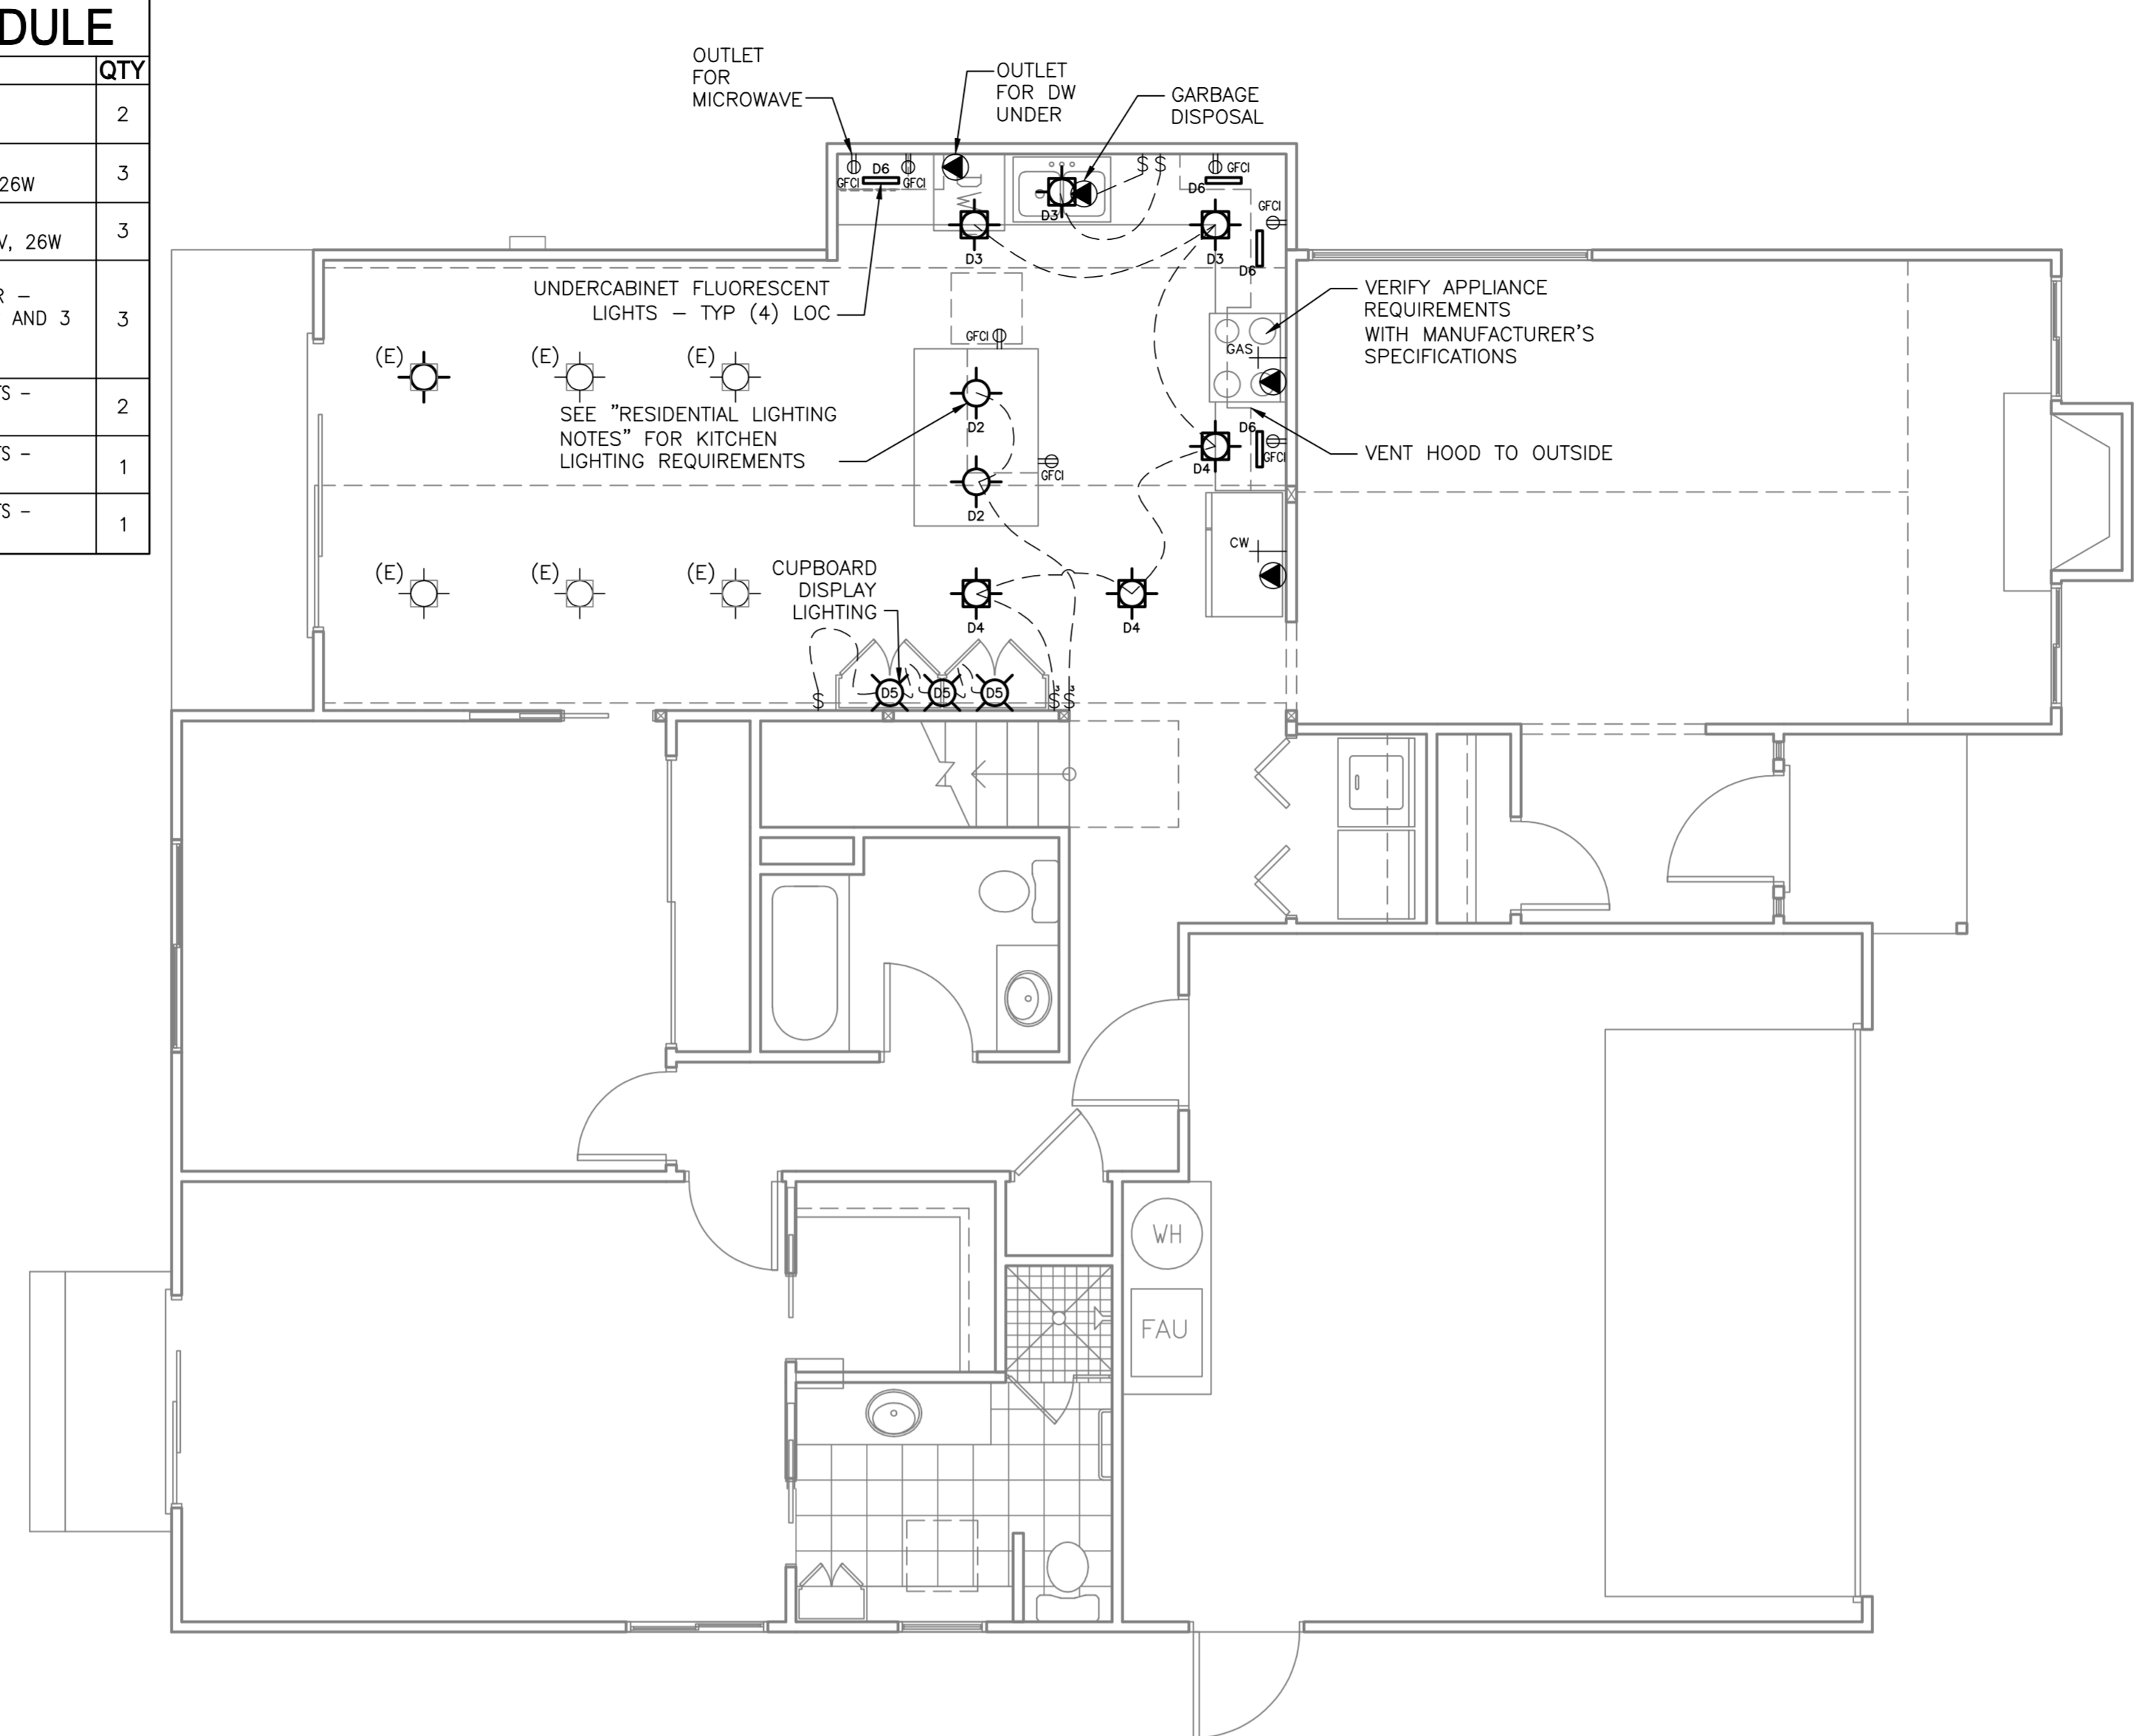 DULE
QTY
2
26W
3
V, 26W
3
R –
AND 3
3
TS –
2
TS –
1
TS –
1
OUTLET
FOR
MICROWAVE
OUTLET
FOR DW
UNDER
GARBAGE
DISPOSAL
GFCI
D6
GFCI
D3
$ $
GFCI
D6
GFCI
D3
D3
D6
UNDERCABINET FLUORESCENT
LIGHTS – TYP (4) LOC
VERIFY APPLIANCE
REQUIREMENTS
WITH MANUFACTURER'S
SPECIFICATIONS
GFCI
GAS
(E)
(E)
(E)
SEE "RESIDENTIAL LIGHTING
NOTES" FOR KITCHEN
LIGHTING REQUIREMENTS
D2
D6
GFCI
D4
VENT HOOD TO OUTSIDE
GFCI
D2
CW
(E)
(E)
(E)
CUPBOARD
DISPLAY
LIGHTING
D4
D4
$
D5
D5
D5
$3
$3
WH
FAU